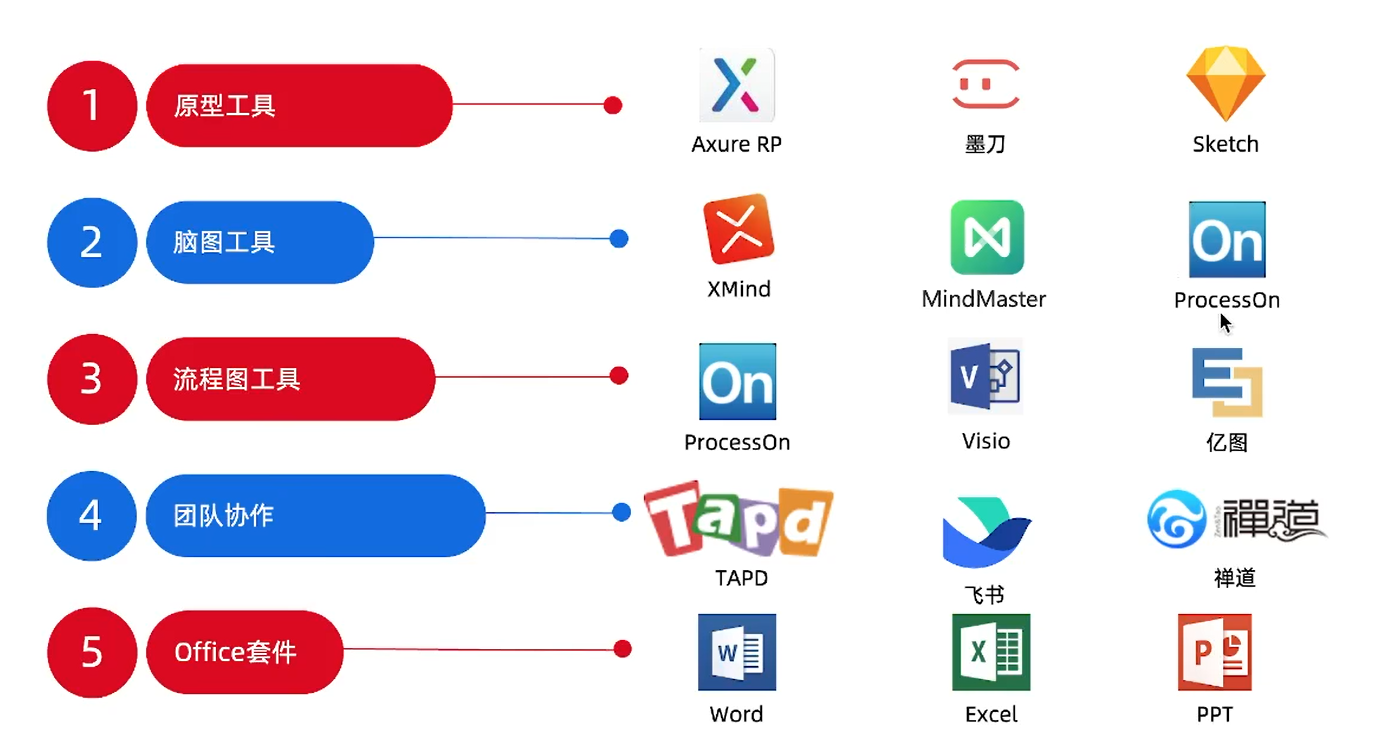 1
原型工具
Axure RP
墨刀
Sketch
2
脑图工具
On
XMind
MindMaster
ProcessOn
3
流程图工具
On
V
ProcessOn
Visio
亿图
4
团队协作
Tapd
禪道
TAPD
飞书
禅道
5
Office套件
W
X
P
Word
Excel
PPT